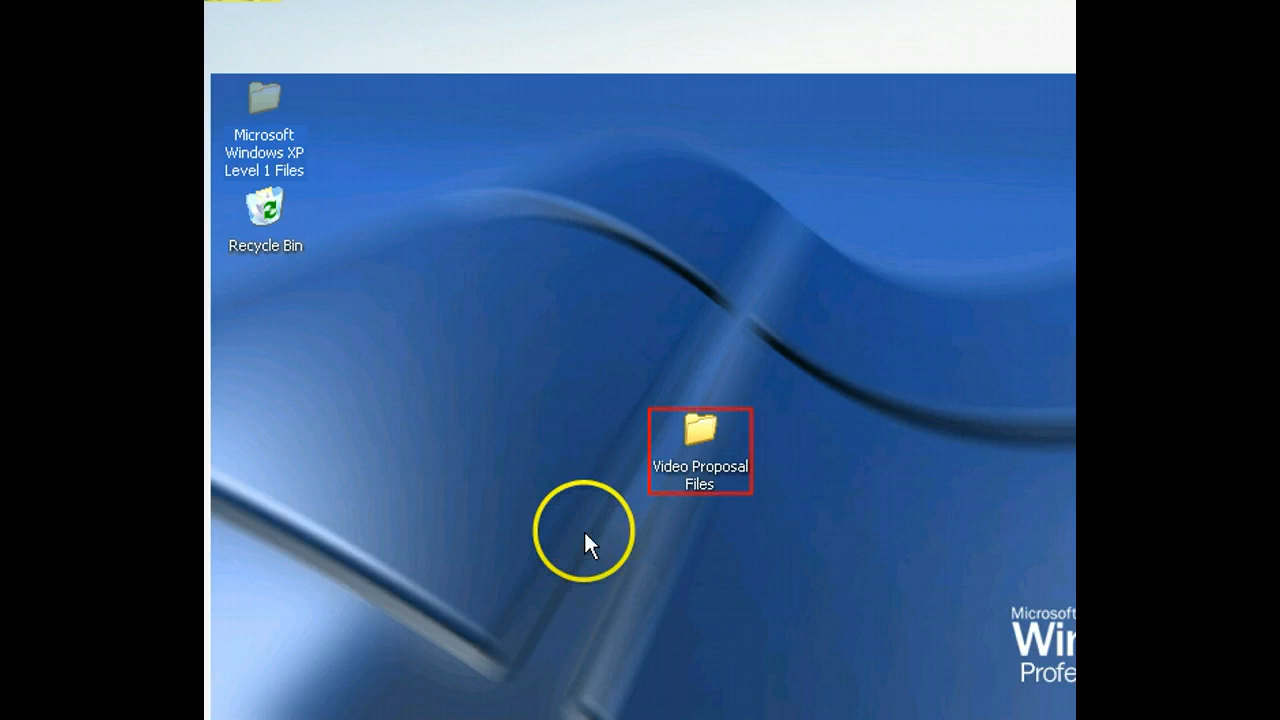 Microsoft
Windows XP
Level 1 Files
Recycle Bin
Video Proposal
Files
Microsoft
Win
Profe